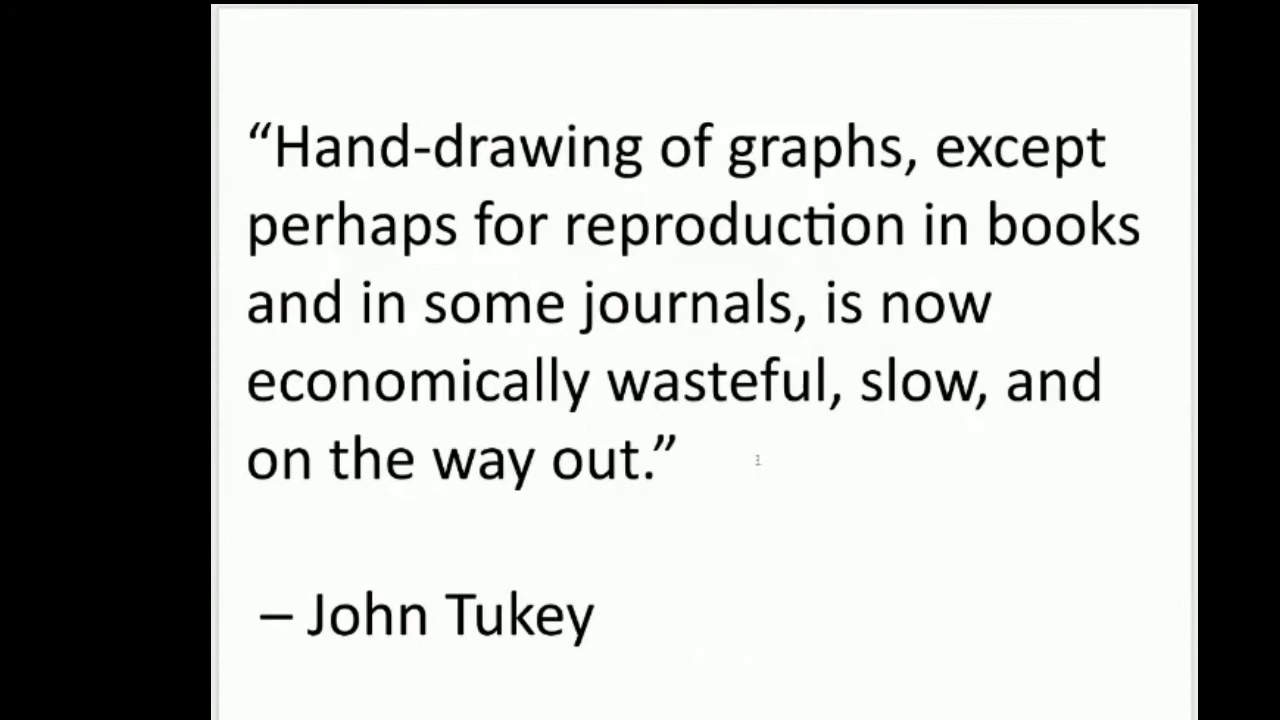 “Hand-drawing of graphs, except
perhaps for reproduction in books
and in some journals, is now
economically wasteful, slow, and
on the way out.”
– John Tukey